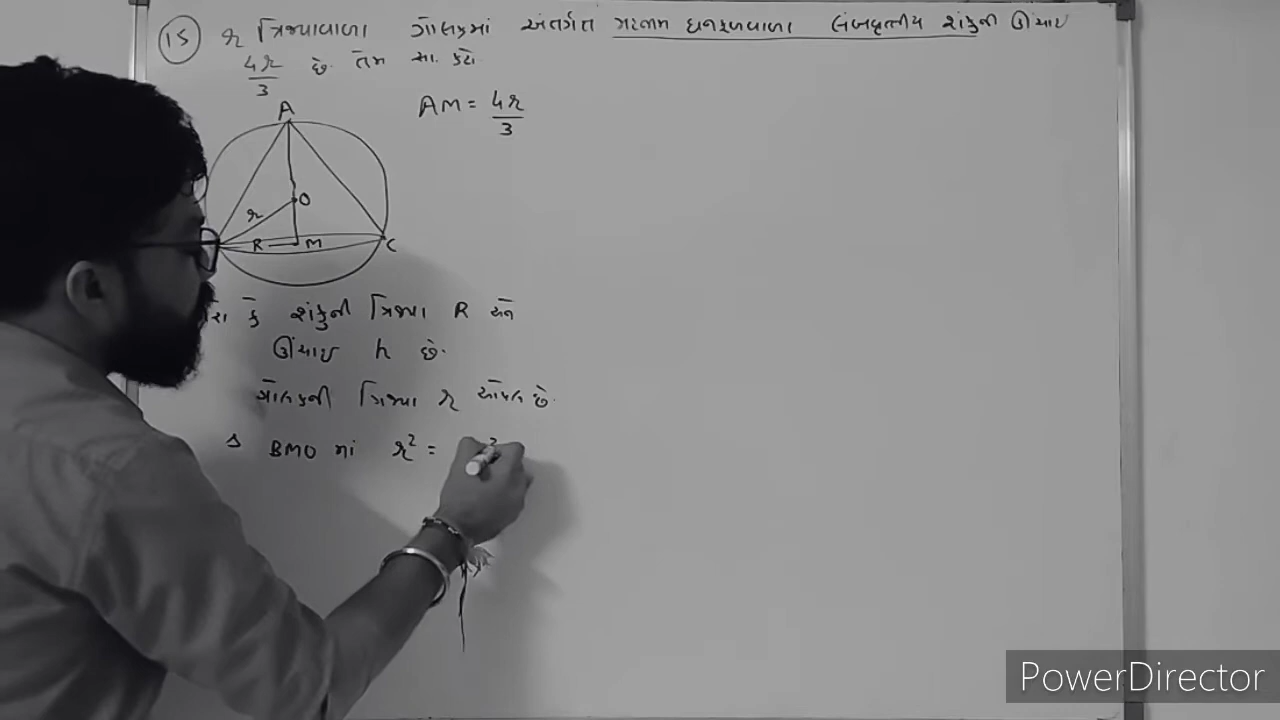 15 r ત્રિજ્યાવાળા ગોલકમાં અંતર્ગત મહત્તમ ઘનફળવાળા લંબવૃત્તીય શંકુની ઊંચાઇ
4r/3 છે તેમ સા. કરો
AM = 4r/3
A
O
r
R
M
C
કે શંકુની ત્રિજ્યા R અને
ઊંચાઇ h છે.
ગોલકની ત્રિજ્યા r આપેલ છે.
Δ BMO માં r² =
PowerDirector